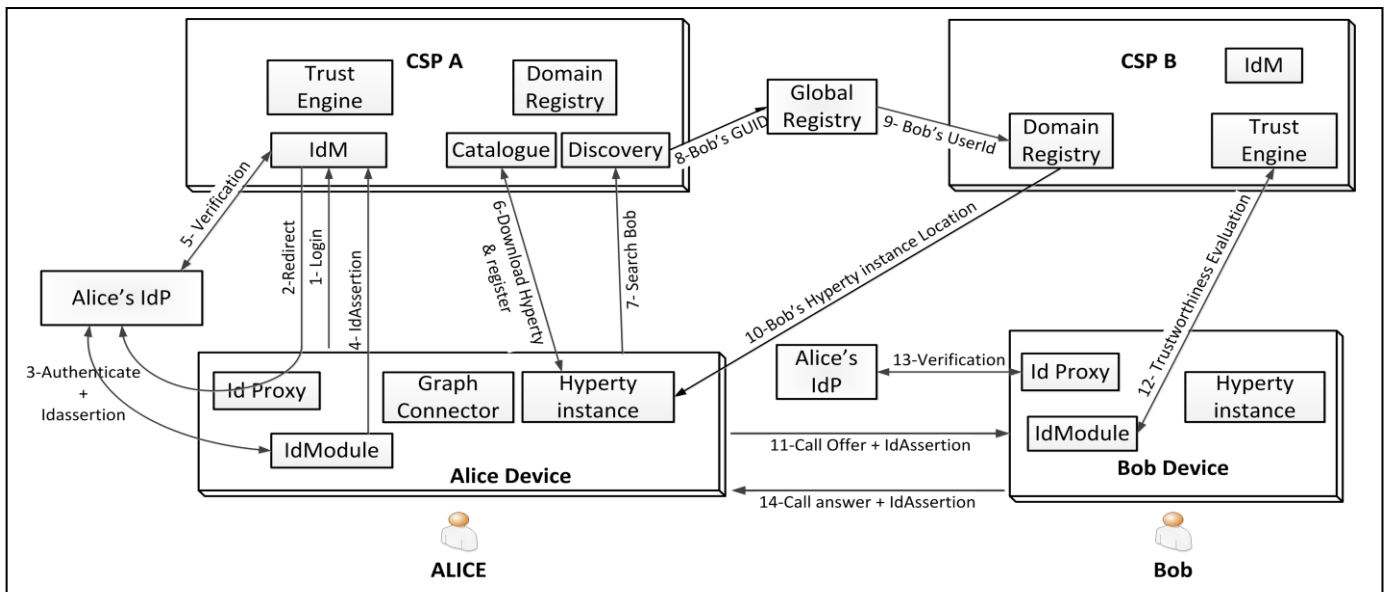 CSP A
Trust
Engine
Domain
Registry
IdM
Catalogue
Discovery
Global
Registry
CSP B
IdM
Domain
Registry
Trust
Engine
8-Bob's GUID
9- Bob's UserId
5- Verification
2-Redirect
1- Login
4- IdAssertion
6-Download Hyperty
& register
7- Search Bob
10-Bob's Hyperty instance Location
12- Trustworthiness Evaluation
Alice's IdP
3-Authenticate
+
Idassertion
Id Proxy
Graph
Connector
Hyperty
instance
IdModule
Alice Device
Alice's
IdP
13-Verification
Id Proxy
Hyperty
instance
IdModule
Bob Device
11-Call Offer + IdAssertion
14-Call answer + IdAssertion
ALICE
Bob